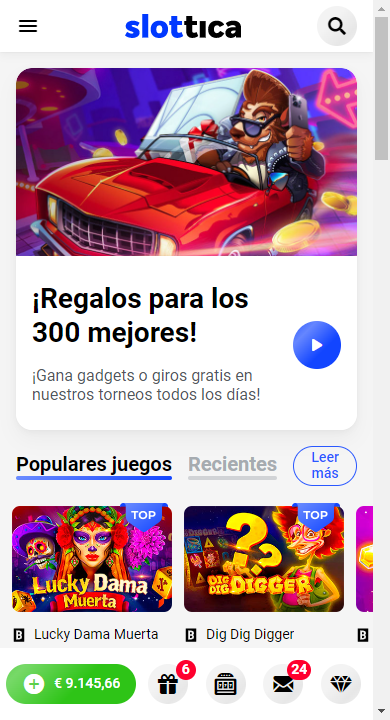 slottica
¡Regalos para los
300 mejores!
¡Gana gadgets o giros gratis en
nuestros torneos todos los días!
Populares juegos
Recientes
Leer
más
TOP
TOP
Lucky Dama
Muerta
DIG DIG
DIGGER
B Lucky Dama Muerta
B Dig Dig Digger
B
€ 9.145,66
6
24